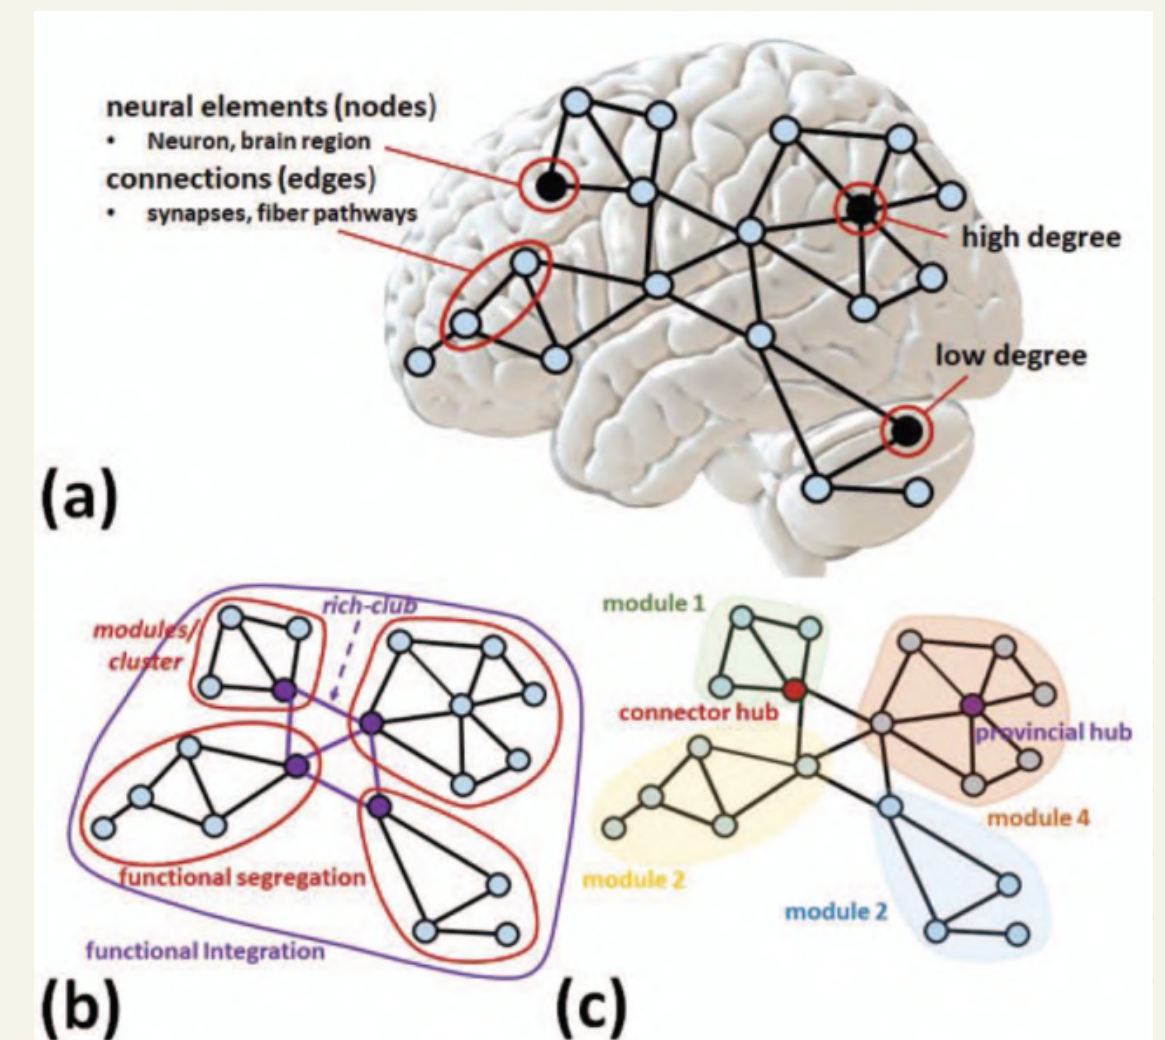 neural elements (nodes)
• Neuron, brain region
connections (edges)
• synapses, fiber pathways
high degree
low degree
(a)
modules/
cluster
rich-club
functional segregation
functional Integration
(b)
module 1
connector hub
provincial hub
module 4
module 2
module 2
(c)